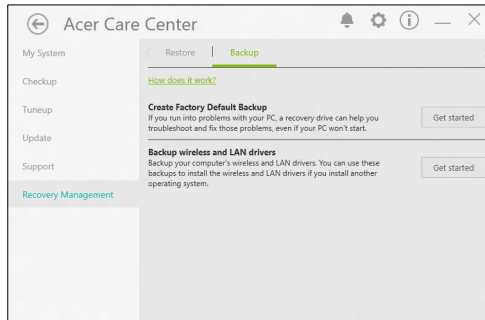 Acer Care Center
My System
Checkup
Tuneup
Update
Support
Recovery Management
Restore
Backup
How does it work?
Create Factory Default Backup
If you run into problems with your PC, a recovery drive can help you
troubleshoot and fix those problems, even if your PC won't start.
Get started
Backup wireless and LAN drivers
Backup your computer's wireless and LAN drivers. You can use these
backups to install the wireless and LAN drivers if you install another
operating system.
Get started